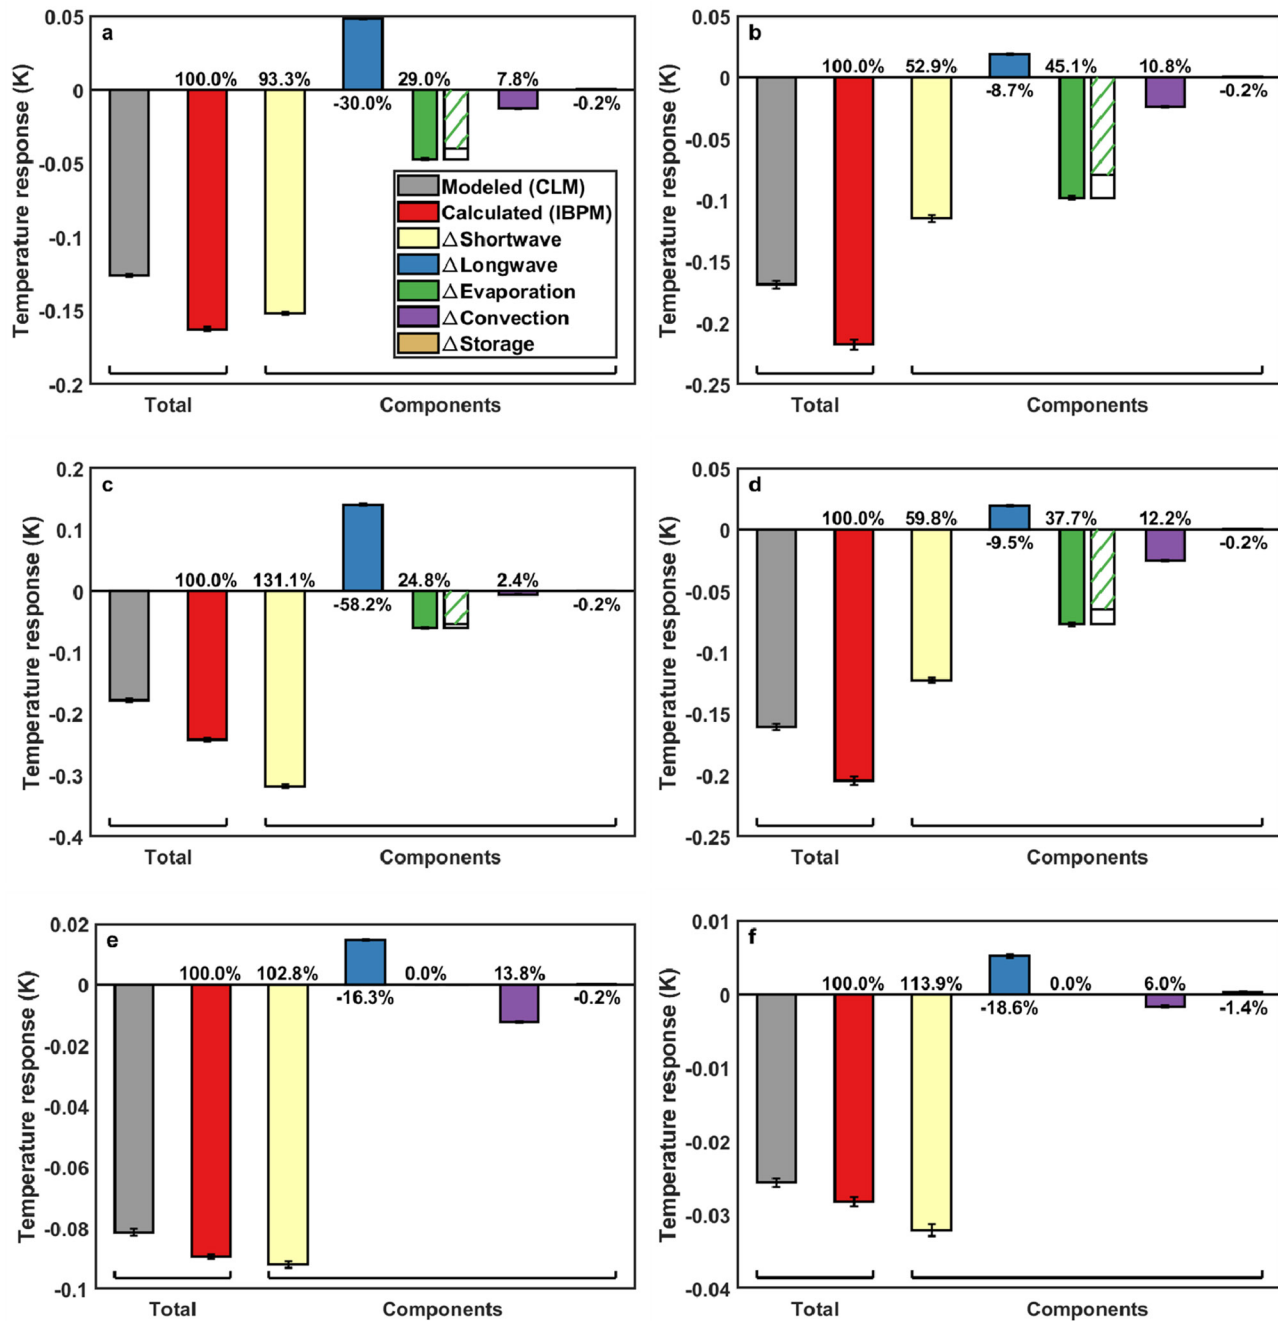 a
Temperature response (K)
0.05
0
-0.05
-0.1
-0.15
-0.2
100.0%
93.3%
-30.0%
29.0%
7.8%
-0.2%
Modeled (CLM)
Calculated (IBPM)
△Shortwave
△Longwave
△Evaporation
△Convection
△Storage
Total
Components
b
Temperature response (K)
0.05
0
-0.05
-0.1
-0.15
-0.2
-0.25
100.0%
52.9%
-8.7%
45.1%
10.8%
-0.2%
Total
Components
c
Temperature response (K)
0.2
0.1
0
-0.1
-0.2
-0.3
-0.4
100.0%
131.1%
-58.2%
24.8%
2.4%
-0.2%
Total
Components
d
Temperature response (K)
0.05
0
-0.05
-0.1
-0.15
-0.2
-0.25
100.0%
59.8%
-9.5%
37.7%
12.2%
-0.2%
Total
Components
e
Temperature response (K)
0.02
0
-0.02
-0.04
-0.06
-0.08
-0.1
100.0%
102.8%
-16.3%
0.0%
13.8%
-0.2%
Total
Components
f
Temperature response (K)
0.01
0
-0.01
-0.02
-0.03
-0.04
100.0%
113.9%
-18.6%
0.0%
6.0%
-1.4%
Total
Components